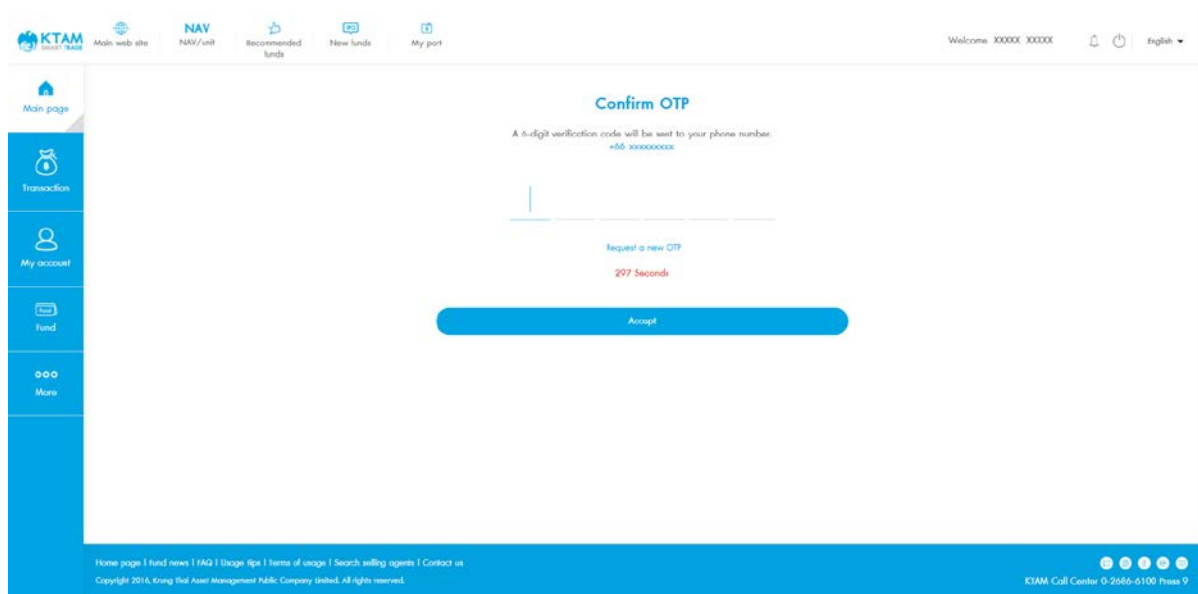 KTAM
SMART TRADE
Main web site
NAV
NAV/unit
Recommended
funds
IPO
New funds
My port
Welcome XXXXX XXXXX
English
Main page
Transaction
My account
Fund
Fund
More
Confirm OTP
A 6-digit verification code will be sent to your phone number.
+66 xxxxxxxxx
Request a new OTP
297 Seconds
Accept
Home page | Fund news | FAQ | Usage tips | Terms of usage | Search selling agents | Contact us
Copyright 2016, Krung Thai Asset Management Public Company Limited. All rights reserved.
KTAM Call Center 0-2686-6100 Press 9